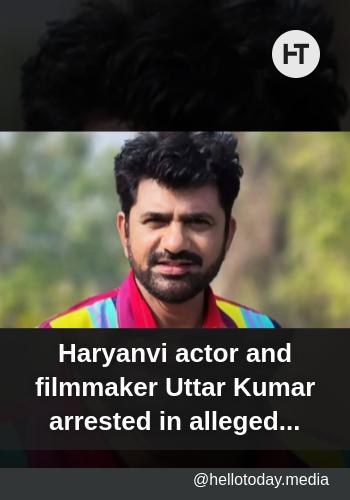 HT
Haryanvi actor and
filmmaker Uttar Kumar
arrested in alleged...
@hellotoday.media